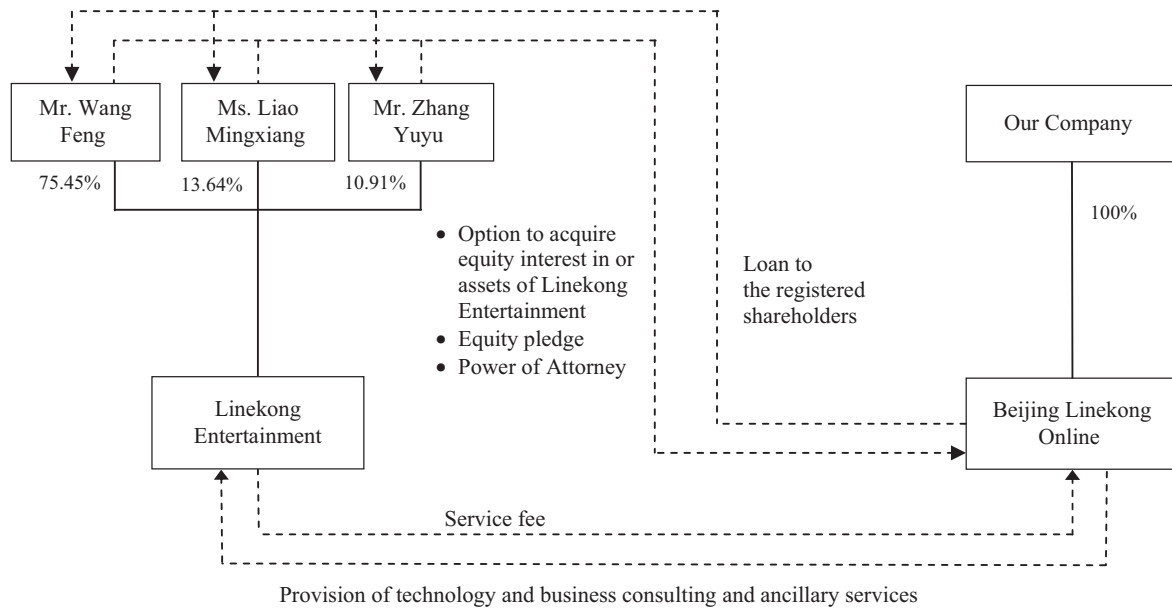 Mr. Wang
Feng
Ms. Liao
Mingxiang
Mr. Zhang
Yuyu
Our Company
75.45%
13.64%
10.91%
100%
• Option to acquire
equity interest in or
assets of Linekong
Entertainment
• Equity pledge
• Power of Attorney
Loan to
the registered
shareholders
Linekong
Entertainment
Beijing Linekong
Online
Service fee
Provision of technology and business consulting and ancillary services